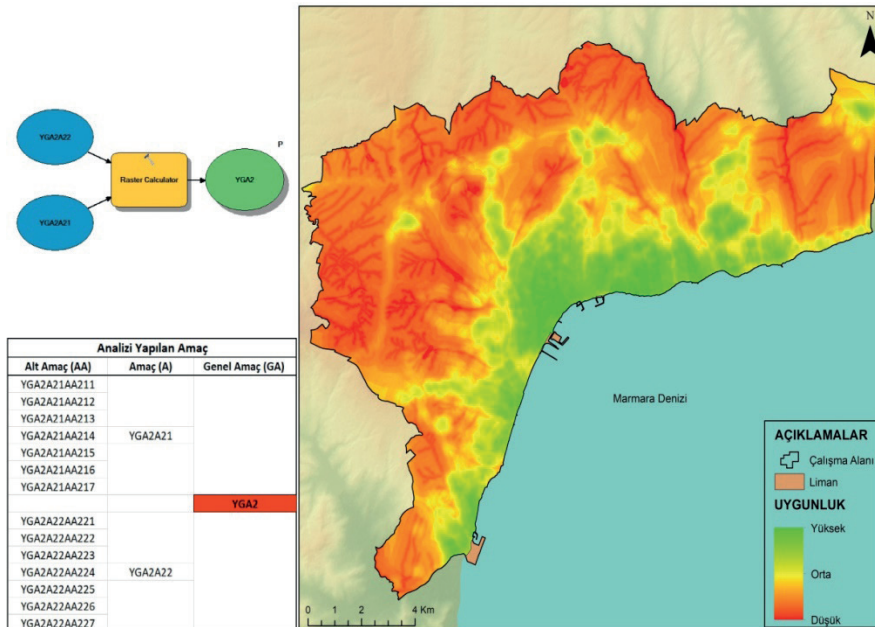 YGA2A22
YGA2A21
Raster Calculator
P
YGA2
Analizi Yapılan Amaç
Alt Amaç (AA) Amaç (A) Genel Amaç (GA)
YGA2A21AA211
YGA2A21AA212
YGA2A21AA213
YGA2A21AA214 YGA2A21
YGA2A21AA215
YGA2A21AA216
YGA2A21AA217
YGA2
YGA2A22AA221
YGA2A22AA222
YGA2A22AA223
YGA2A22AA224 YGA2A22
YGA2A22AA225
YGA2A22AA226
YGA2A22AA227
N
Marmara Denizi
AÇIKLAMALAR
Çalışma Alanı
Liman
UYGUNLUK
Yüksek
Orta
Düşük
0 1 2 4 Km